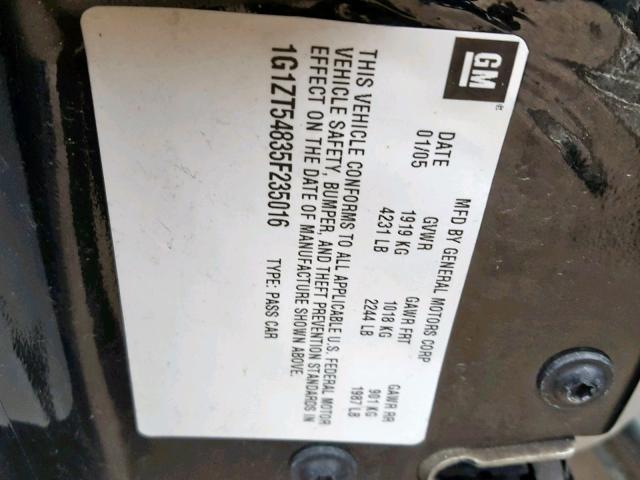 GM
MFD BY GENERAL MOTORS CORP
DATE GVWR GAWR FRT GAWR RR
01/05 1919 KG 1018 KG 901 KG
4231 LB 2244 LB 1987 LB
THIS VEHICLE CONFORMS TO ALL APPLICABLE U.S. FEDERAL MOTOR
VEHICLE SAFETY, BUMPER, AND THEFT PREVENTION STANDARDS IN
EFFECT ON THE DATE OF MANUFACTURE SHOWN ABOVE.
1G1ZT54835F235016 TYPE: PASS CAR